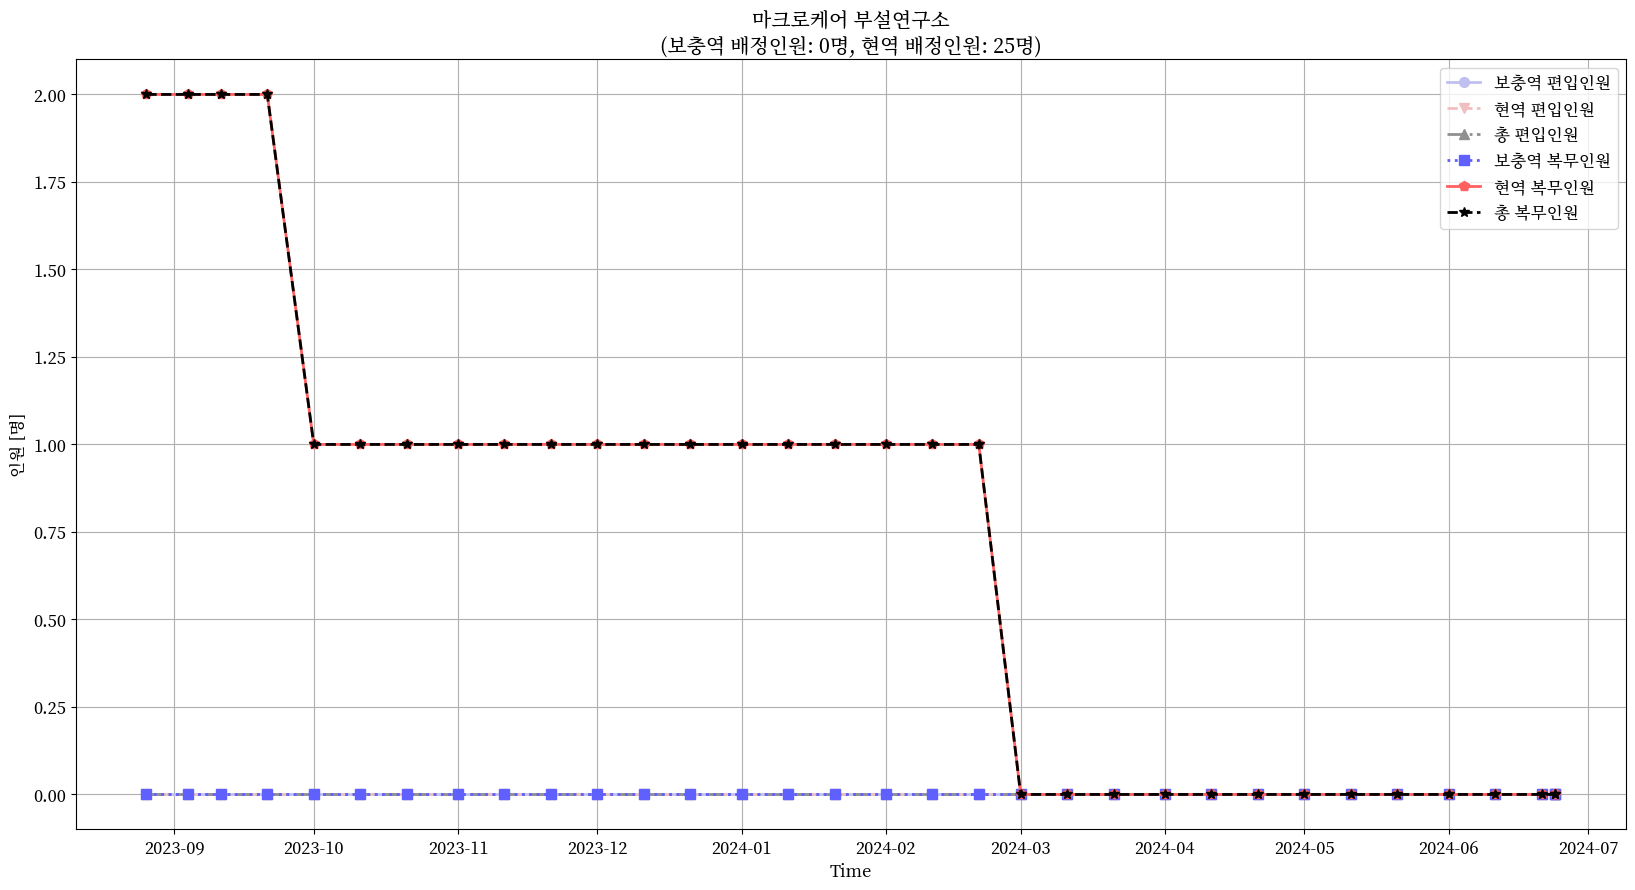 마크로케어 부설연구소
(보충역 배정인원: 0명, 현역 배정인원: 25명)
보충역 편입인원
현역 편입인원
총 편입인원
보충역 복무인원
현역 복무인원
총 복무인원
인원 [명]
2.00
1.75
1.50
1.25
1.00
0.75
0.50
0.25
0.00
2023-09 2023-10 2023-11 2023-12 2024-01 2024-02 2024-03 2024-04 2024-05 2024-06 2024-07
Time